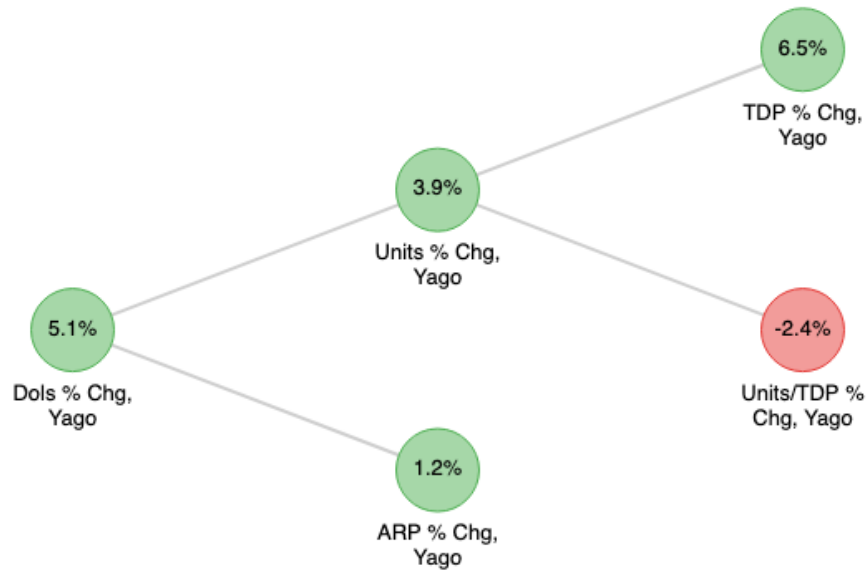 6.5%
TDP % Chg,
Yago
3.9%
Units % Chg,
Yago
5.1%
Dols % Chg,
Yago
-2.4%
Units/TDP %
Chg, Yago
1.2%
ARP % Chg,
Yago